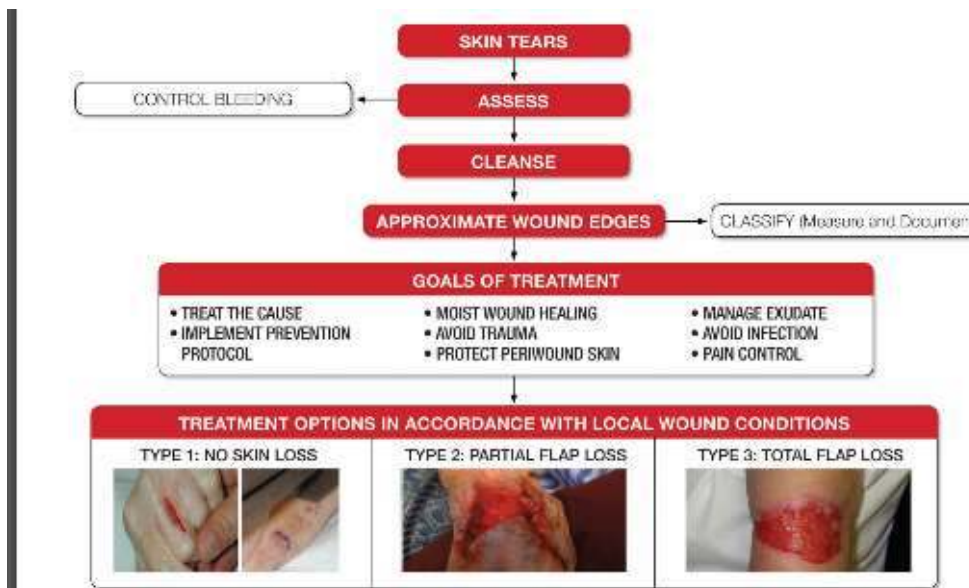 SKIN TEARS
CONTROL BLEEDING
ASSESS
CLEANSE
APPROXIMATE WOUND EDGES
CLASSIFY (Measure and Documen
GOALS OF TREATMENT
• TREAT THE CAUSE
• IMPLEMENT PREVENTION
PROTOCOL
• MOIST WOUND HEALING
• AVOID TRAUMA
• PROTECT PERIWOUND SKIN
• MANAGE EXUDATE
• AVOID INFECTION
• PAIN CONTROL
TREATMENT OPTIONS IN ACCORDANCE WITH LOCAL WOUND CONDITIONS
TYPE 1: NO SKIN LOSS
TYPE 2: PARTIAL FLAP LOSS
TYPE 3: TOTAL FLAP LOSS